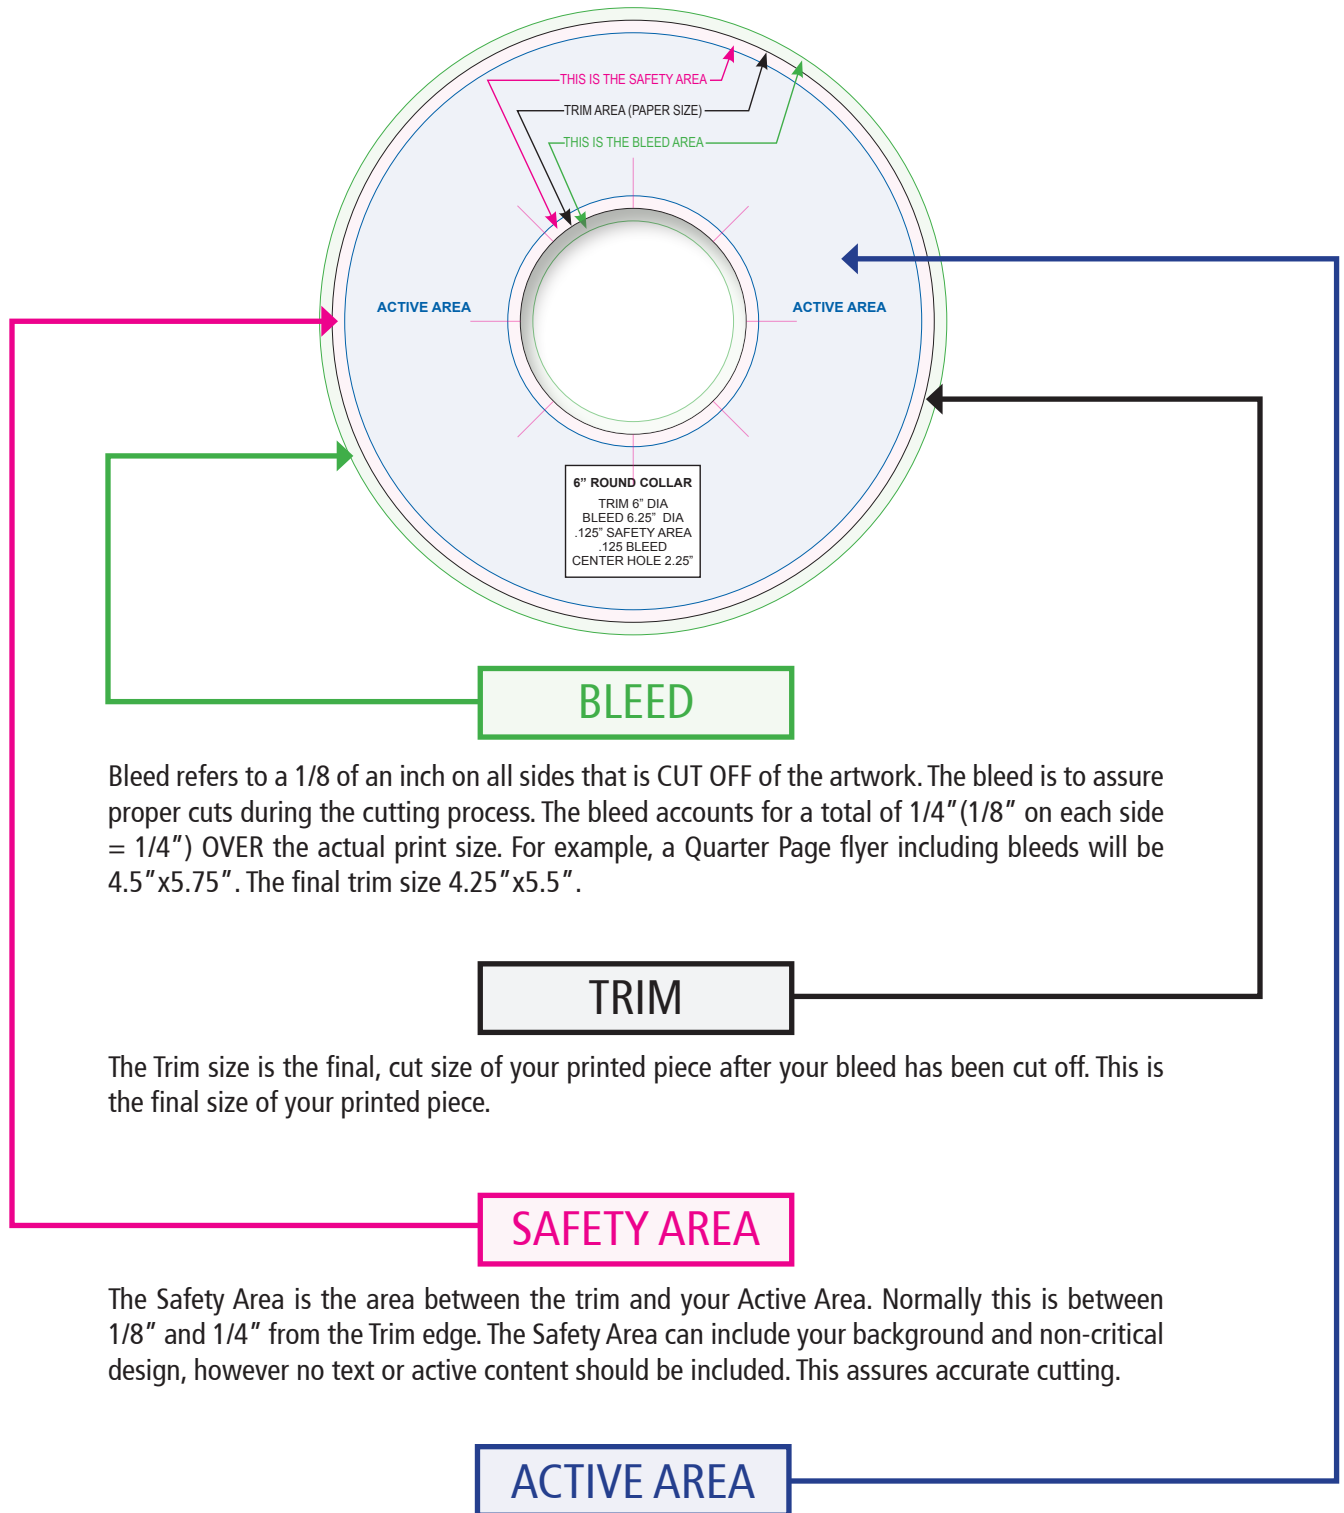 THIS IS THE SAFETY AREA
TRIM AREA (PAPER SIZE)
THIS IS THE BLEED AREA
ACTIVE AREA
ACTIVE AREA
6” ROUND COLLAR
TRIM 6” DIA
BLEED 6.25” DIA
.125” SAFETY AREA
.125 BLEED
CENTER HOLE 2.25”
BLEED
Bleed refers to a 1/8 of an inch on all sides that is CUT OFF of the artwork. The bleed is to assure
proper cuts during the cutting process. The bleed accounts for a total of 1/4”(1/8” on each side
= 1/4”) OVER the actual print size. For example, a Quarter Page flyer including bleeds will be
4.5”x5.75”. The final trim size 4.25”x5.5”.
TRIM
The Trim size is the final, cut size of your printed piece after your bleed has been cut off. This is
the final size of your printed piece.
SAFETY AREA
The Safety Area is the area between the trim and your Active Area. Normally this is between
1/8” and 1/4” from the Trim edge. The Safety Area can include your background and non-critical
design, however no text or active content should be included. This assures accurate cutting.
ACTIVE AREA